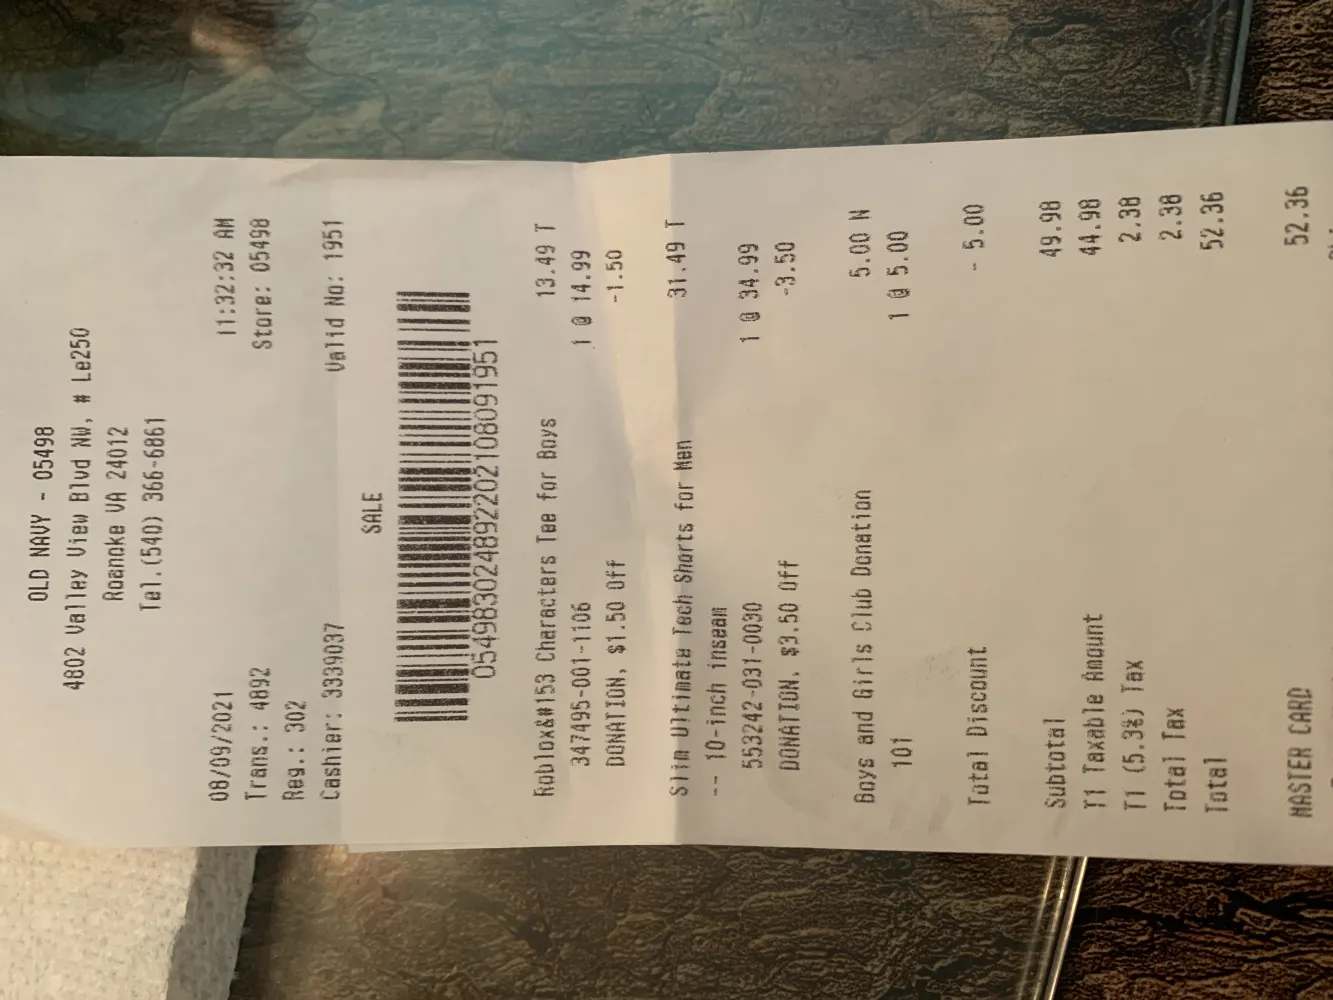 OLD NAVY - 05498
4802 Valley View Blvd NW, # Le250
Roanoke VA 24012
Tel.(540) 366-6861
08/09/2021 11:32:32 AM
Trans.: 4892 Store: 05498
Reg.: 302
Cashier: 3339037 Valid No: 1951
SALE
054983024892202108091951
Roblox&#153 Characters Tee for Boys 13.49 T
347495-001-1106 1 @ 14.99
DONATION, $1.50 Off -1.50
Slim Ultimate Tech Shorts for Men 31.49 T
-- 10-inch inseam
553242-031-0030 1 @ 34.99
DONATION, $3.50 Off -3.50
Boys and Girls Club Donation 5.00 N
101 1 @ 5.00
Total Discount - 5.00
Subtotal 49.98
T1 Taxable Amount 44.98
T1 (5.3%) Tax 2.38
Total Tax 2.38
Total 52.36
MASTER CARD 52.36